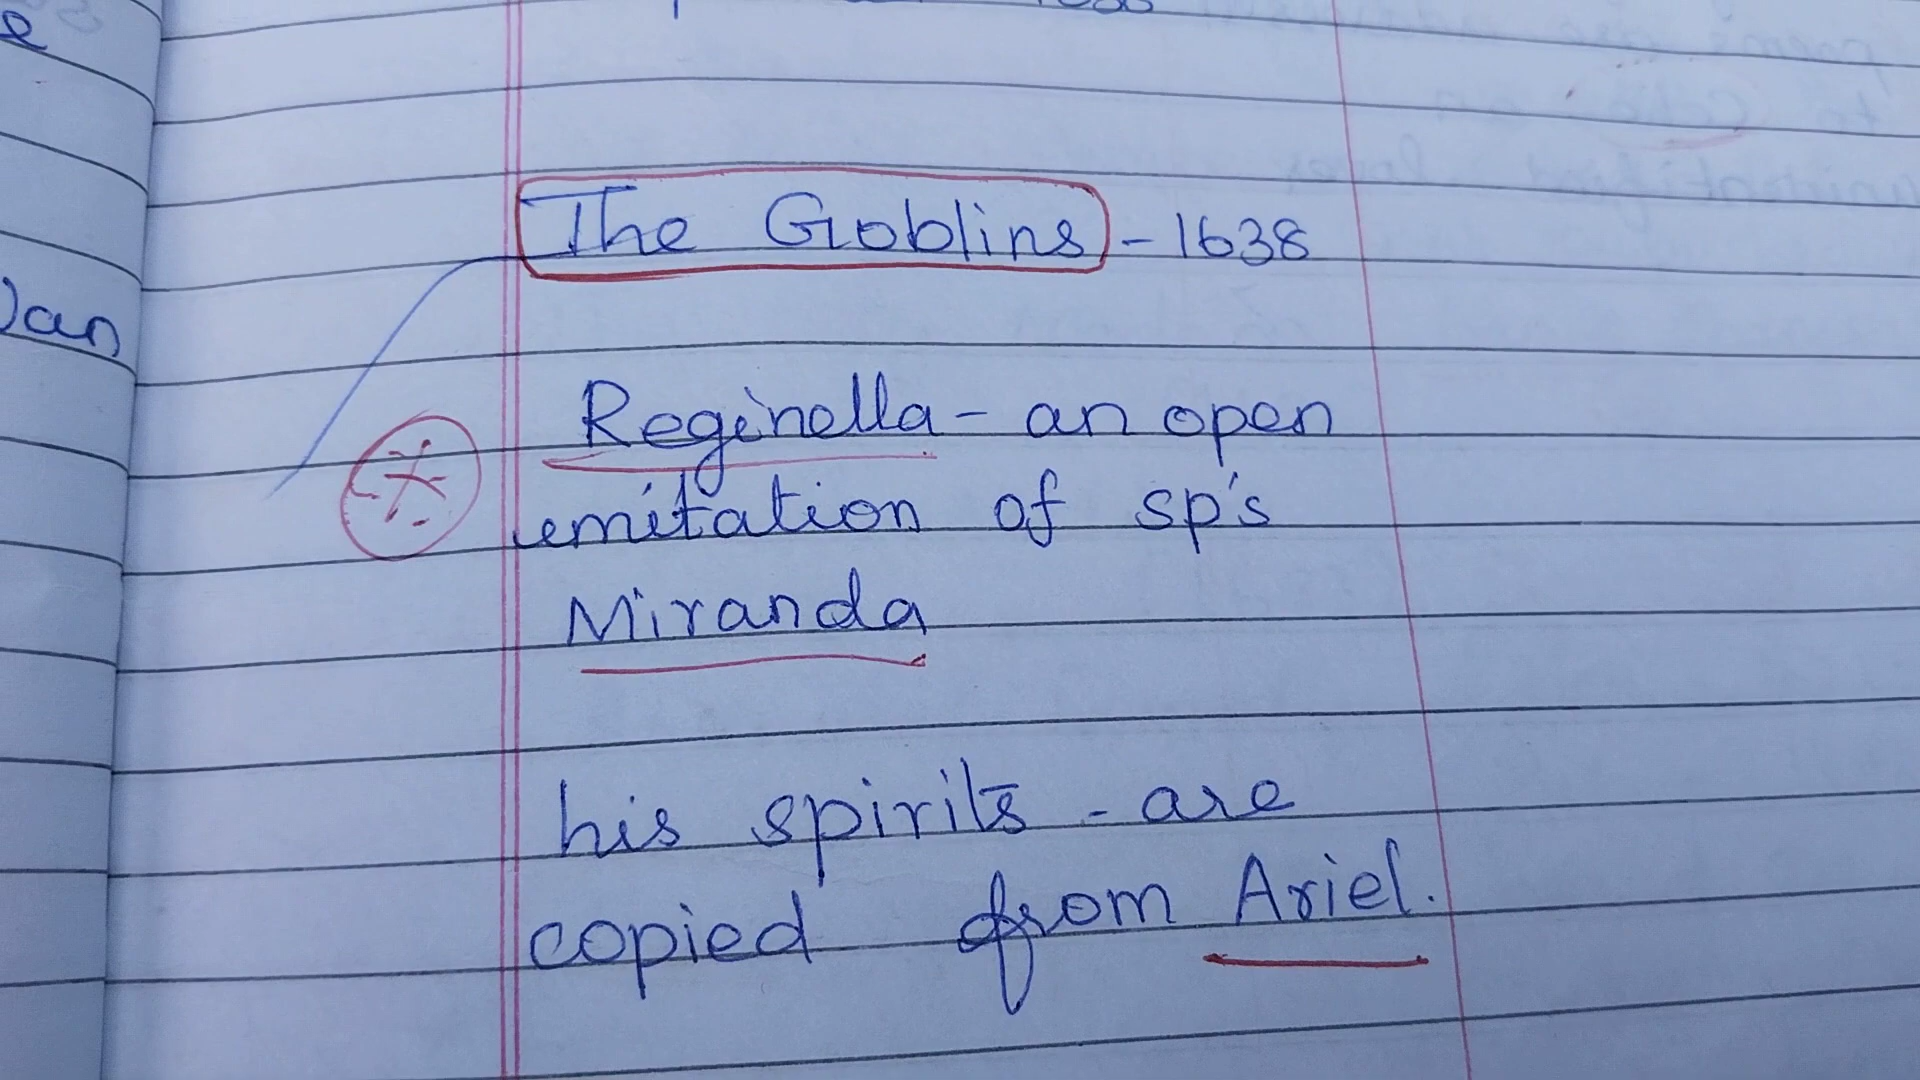 The Goblins - 1638
Reginella - an open
imitation of sp's
Miranda
his spirits - are
copied from Ariel.